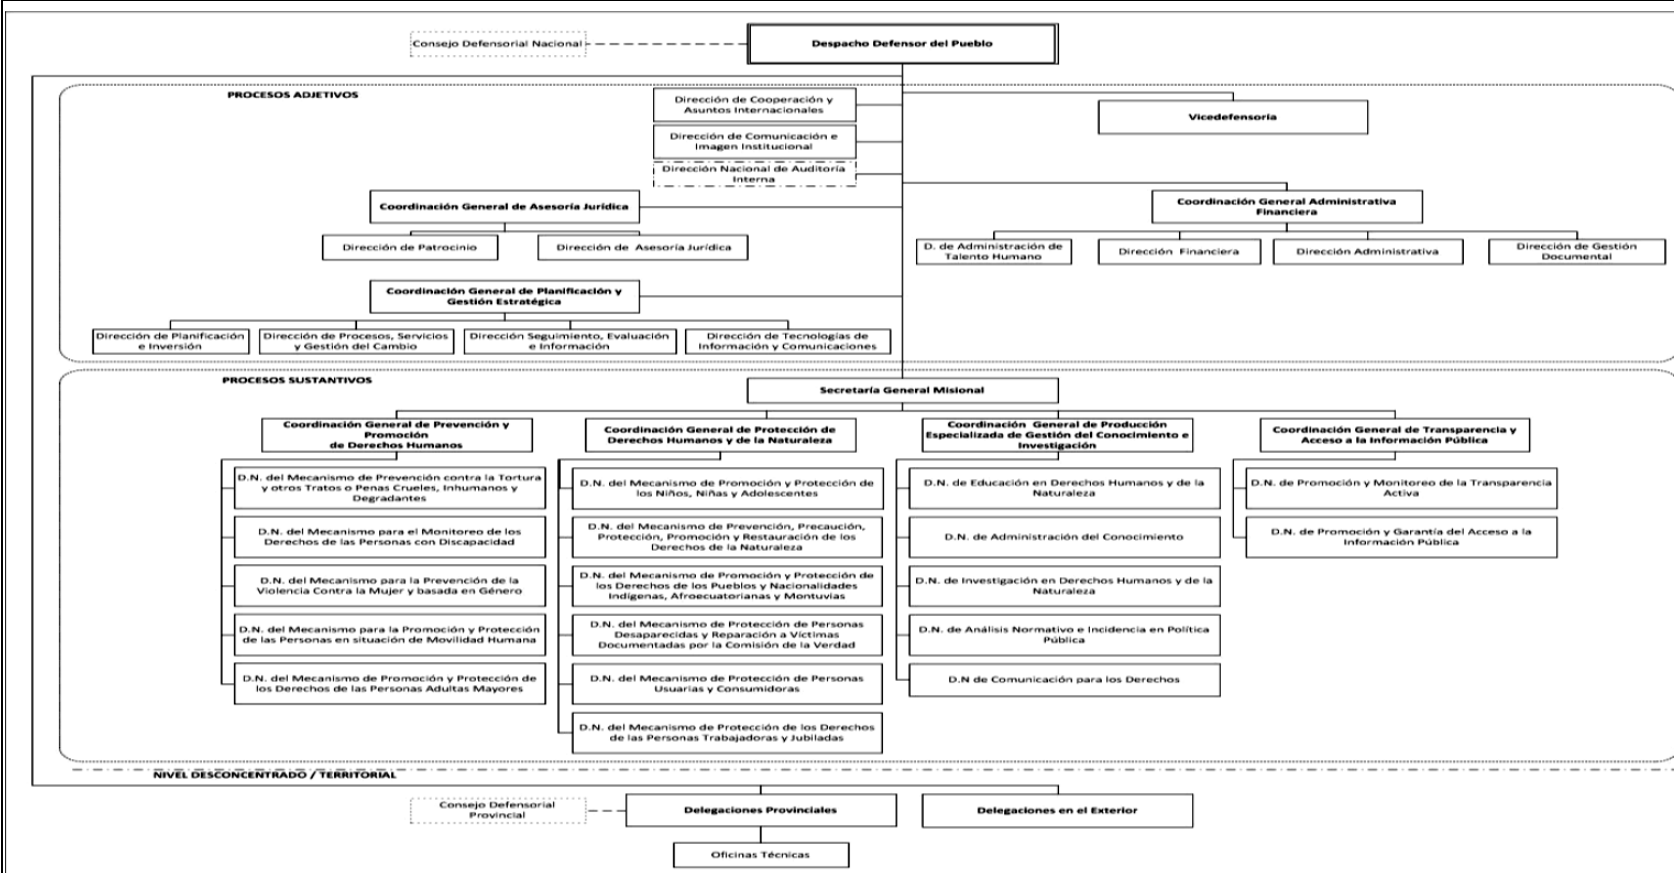 Consejo Defensorial Nacional
Despacho Defensor del Pueblo
PROCESOS ADJETIVOS
Dirección de Cooperación y
Asuntos Internacionales
Vicedefensoria
Dirección de Comunicación e
Imagen Institucional
Dirección Nacional de Auditoría
Interna
Coordinación General de Asesoría Jurídica
Coordinación General Administrativa
Financiera
Dirección de Patrocinio
Dirección de Asesoría Jurídica
D. de Administración de
Talento Humano
Dirección Financiera
Dirección Administrativa
Dirección de Gestión
Documental
Coordinación General de Planificación y
Gestión Estratégica
Dirección de Planificación
e Inversión
Dirección de Procesos, Servicios
y Gestión del Cambio
Dirección Seguimiento, Evaluación
e Información
Dirección de Tecnologías de
Información y Comunicaciones
PROCESOS SUSTANTIVOS
Secretaría General Misional
Coordinación General de Prevención y
Promoción
de Derechos Humanos
D.N. del Mecanismo de Prevención contra la Tortura
y otros Tratos o Penas Crueles, Inhumanos y
Degradantes
D.N. del Mecanismo para el Monitoreo de los
Derechos de las Personas con Discapacidad
D.N. del Mecanismo para la Prevención de la
Violencia Contra la Mujer y basada en Género
D.N. del Mecanismo para la Promoción y Protección
de las Personas en situación de Movilidad Humana
D.N. del Mecanismo de Promoción y Protección de
los Derechos de las Personas Adultas Mayores
Coordinación General de Protección de
Derechos Humanos y de la Naturaleza
D.N. del Mecanismo de Promoción y Protección de
los Niños, Niñas y Adolescentes
D.N. del Mecanismo de Prevención, Precaución,
Protección, Promoción y Restauración de los
Derechos de la Naturaleza
D.N. del Mecanismo de Promoción y Protección de
los Derechos de los Pueblos y Nacionalidades
Indígenas, Afroecuatorianas y Montuvias
D.N. del Mecanismo de Protección de Personas
Desaparecidas y Reparación a Víctimas
Documentadas por la Comisión de la Verdad
D.N. del Mecanismo de Protección de Personas
Usuarias y Consumidoras
D.N. del Mecanismo de Protección de los Derechos
de las Personas Trabajadoras y Jubiladas
Coordinación General de Producción
Especializada de Gestión del Conocimiento e
Investigación
D.N. de Educación en Derechos Humanos y de la
Naturaleza
D.N. de Administración del Conocimiento
D.N. de Investigación en Derechos Humanos y de la
Naturaleza
D.N. de Análisis Normativo e Incidencia en Política
Pública
D.N de Comunicación para los Derechos
Coordinación General de Transparencia y
Acceso a la Información Pública
D.N. de Promoción y Monitoreo de la Transparencia
Activa
D.N. de Promoción y Garantía del Acceso a la
Información Pública
NIVEL DESCONCENTRADO / TERRITORIAL
Consejo Defensorial
Provincial
Delegaciones Provinciales
Delegaciones en el Exterior
Oficinas Técnicas